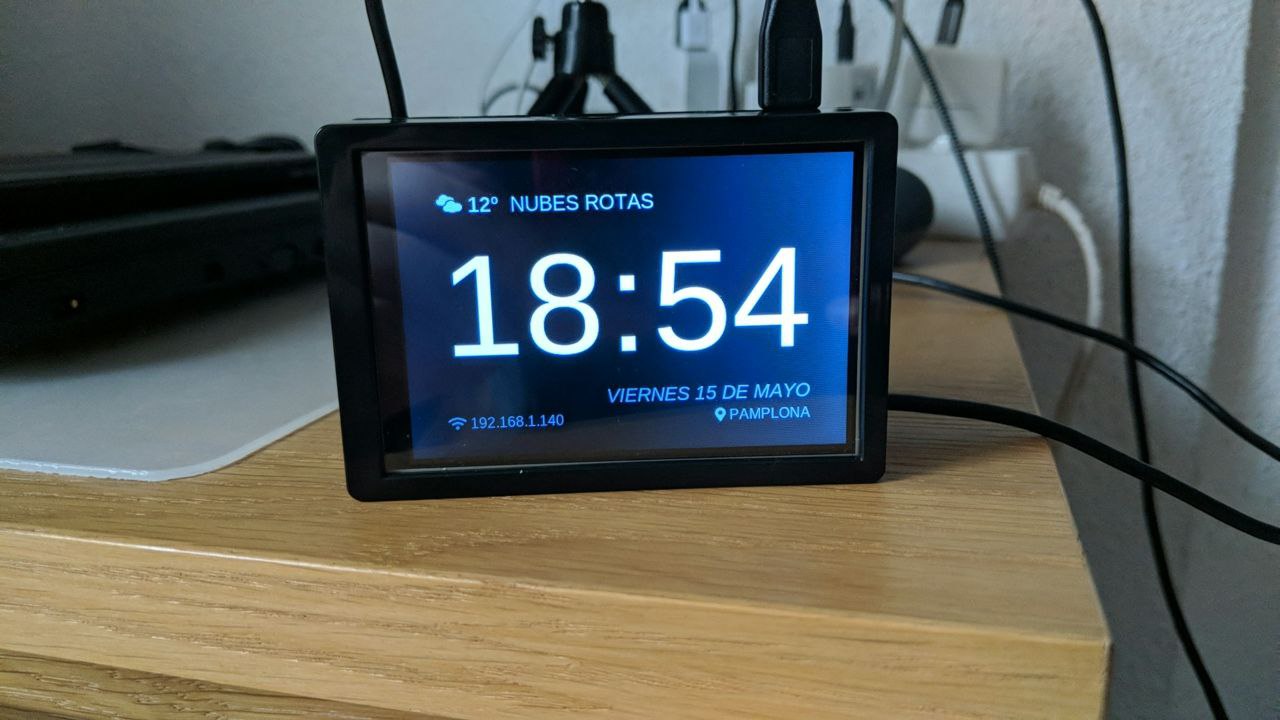 12º NUBES ROTAS
18:54
VIERNES 15 DE MAYO
192.168.1.140
PAMPLONA